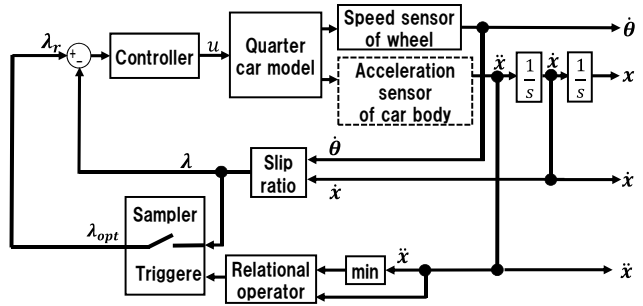 λr
+
−
Controller
u
Quarter
car model
Speed sensor
of wheel
Acceleration
sensor
of car body
θ̇
ẍ
1
s
ẋ
1
s
x
λ
Slip
ratio
θ̇
ẋ
ẋ
λopt
Sampler
Triggere
Relational
operator
min
ẍ
ẍ